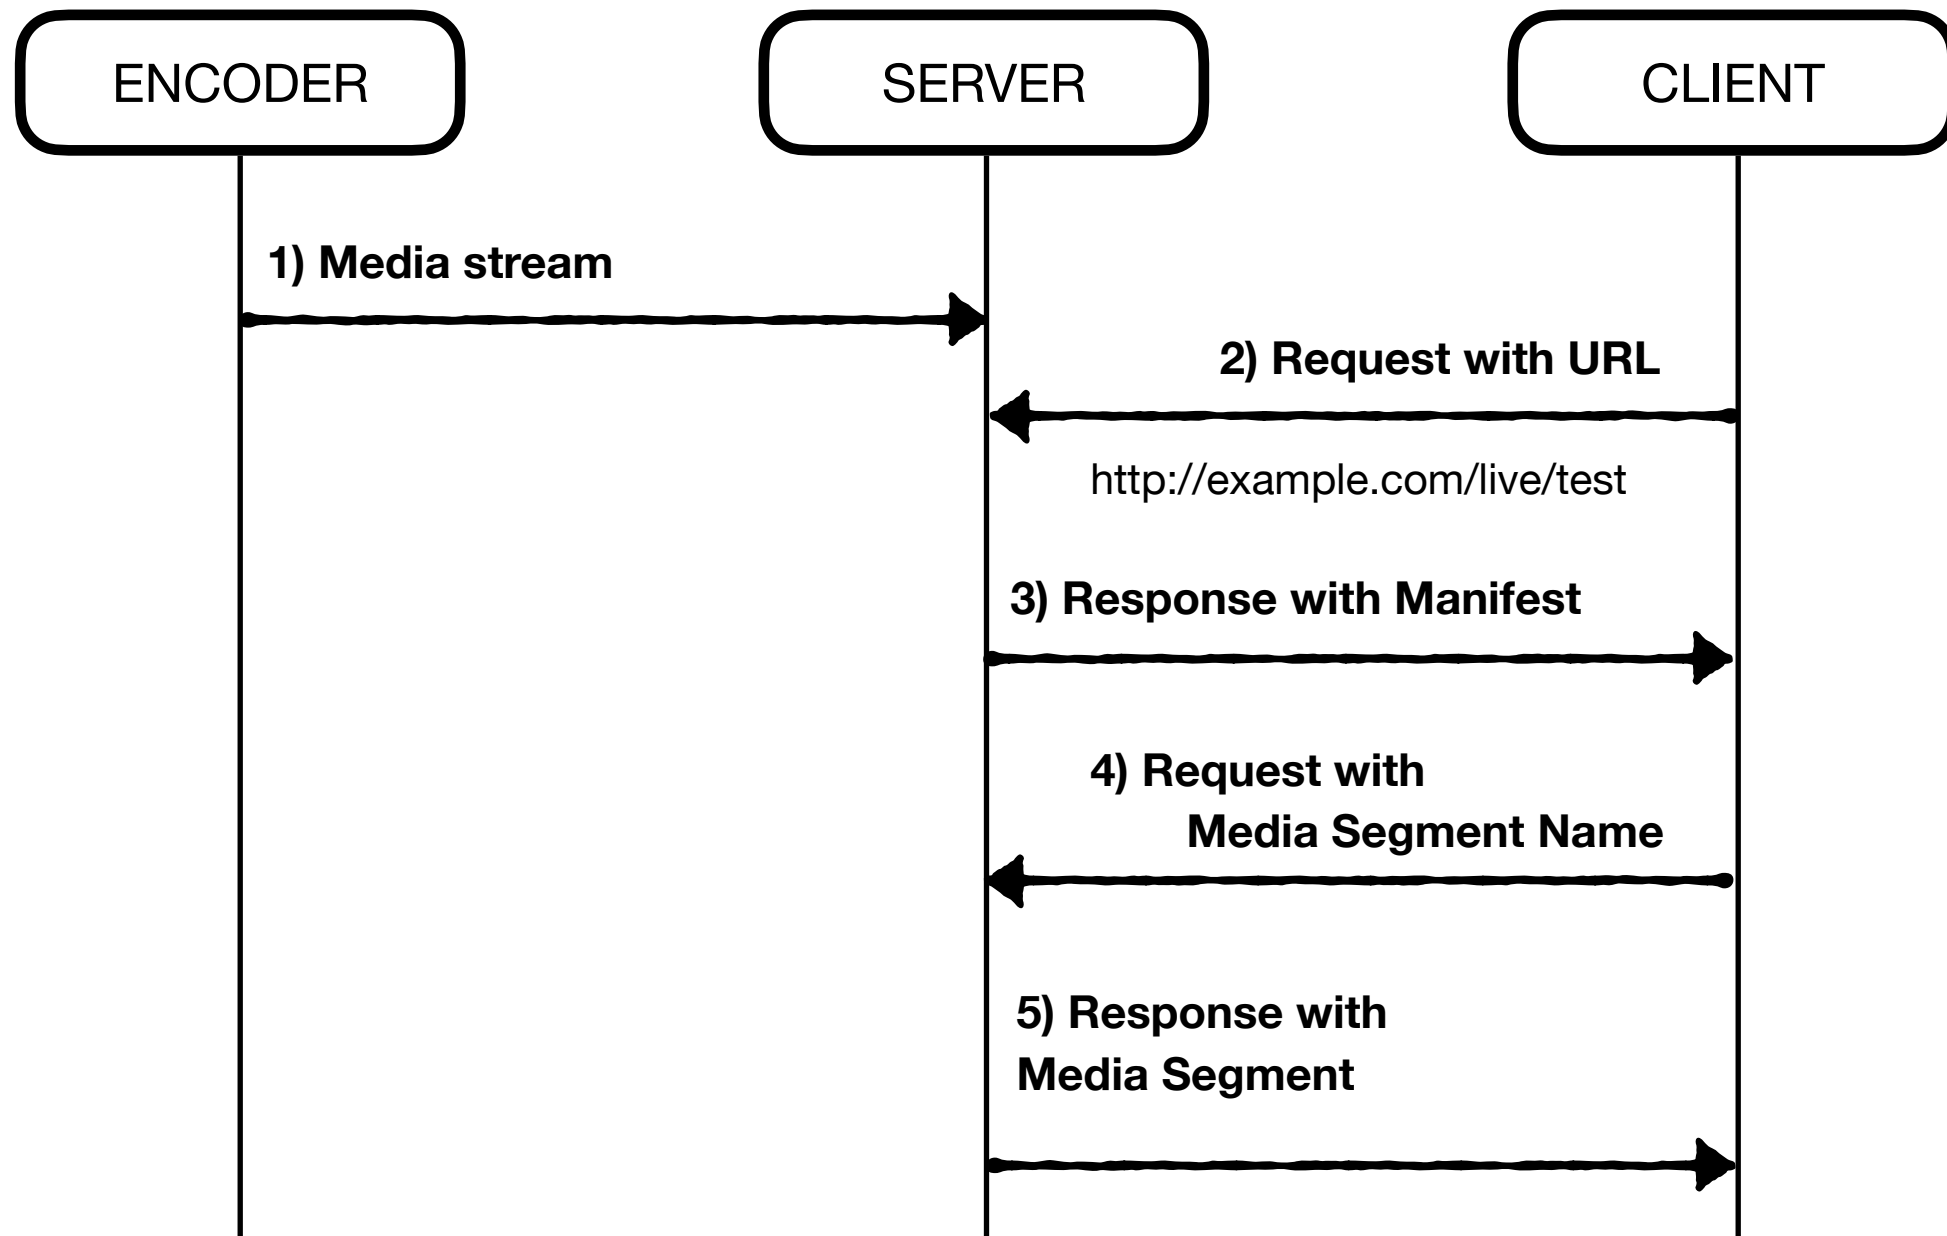 ENCODER
SERVER
CLIENT
1) Media stream
2) Request with URL
http://example.com/live/test
3) Response with Manifest
4) Request with
Media Segment Name
5) Response with
Media Segment